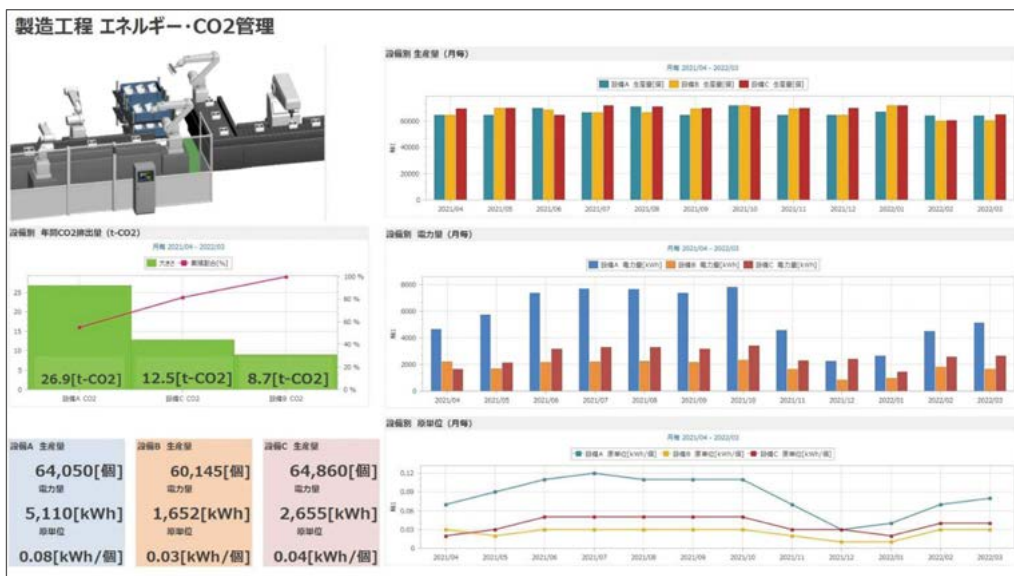 製造工程 エネルギー・CO2管理
設備別 生産量（月毎）
月毎 2021/04 - 2022/03
設備A 生産量[個] 設備B 生産量[個] 設備C 生産量[個]
60000
40000
20000
0
2021/04 2021/05 2021/06 2021/07 2021/08 2021/09 2021/10 2021/11 2021/12 2022/01 2022/02 2022/03
設備別 年間CO2排出量（t-CO2）
月毎 2021/04 - 2022/03
大きさ 累積割合[%]
25
20
15
10
5
0
100 %
80 %
60 %
40 %
20 %
0 %
26.9[t-CO2] 12.5[t-CO2] 8.7[t-CO2]
設備A CO2 設備C CO2 設備B CO2
設備別 電力量（月毎）
月毎 2021/04 - 2022/03
設備A 電力量[kWh] 設備B 電力量[kWh] 設備C 電力量[kWh]
8000
6000
4000
2000
0
2021/04 2021/05 2021/06 2021/07 2021/08 2021/09 2021/10 2021/11 2021/12 2022/01 2022/02 2022/03
設備A 生産量
64,050[個]
電力量
5,110[kWh]
原単位
0.08[kWh/個]
設備B 生産量
60,145[個]
電力量
1,652[kWh]
原単位
0.03[kWh/個]
設備C 生産量
64,860[個]
電力量
2,655[kWh]
原単位
0.04[kWh/個]
設備別 原単位（月毎）
月毎 2021/04 - 2022/03
設備A 原単位[kWh/個] 設備B 原単位[kWh/個] 設備C 原単位[kWh/個]
0.12
0.09
0.06
0.03
0
2021/04 2021/05 2021/06 2021/07 2021/08 2021/09 2021/10 2021/11 2021/12 2022/01 2022/02 2022/03